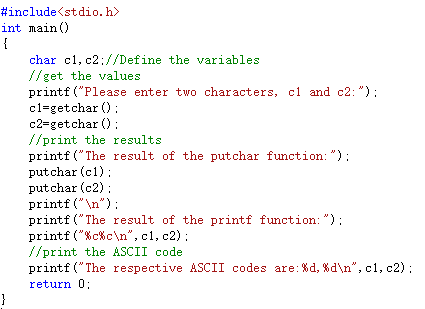 #include<stdio.h>
int main()
{
    char c1,c2;//Define the variables
    //get the values
    printf("Please enter two characters, c1 and c2:");
    c1=getchar();
    c2=getchar();
    //print the results
    printf("The result of the putchar function:");
    putchar(c1);
    putchar(c2);
    printf("\n");
    printf("The result of the printf function:");
    printf("%c%c\n",c1,c2);
    //print the ASCII code
    printf("The respective ASCII codes are:%d,%d\n",c1,c2);
    return 0;
}